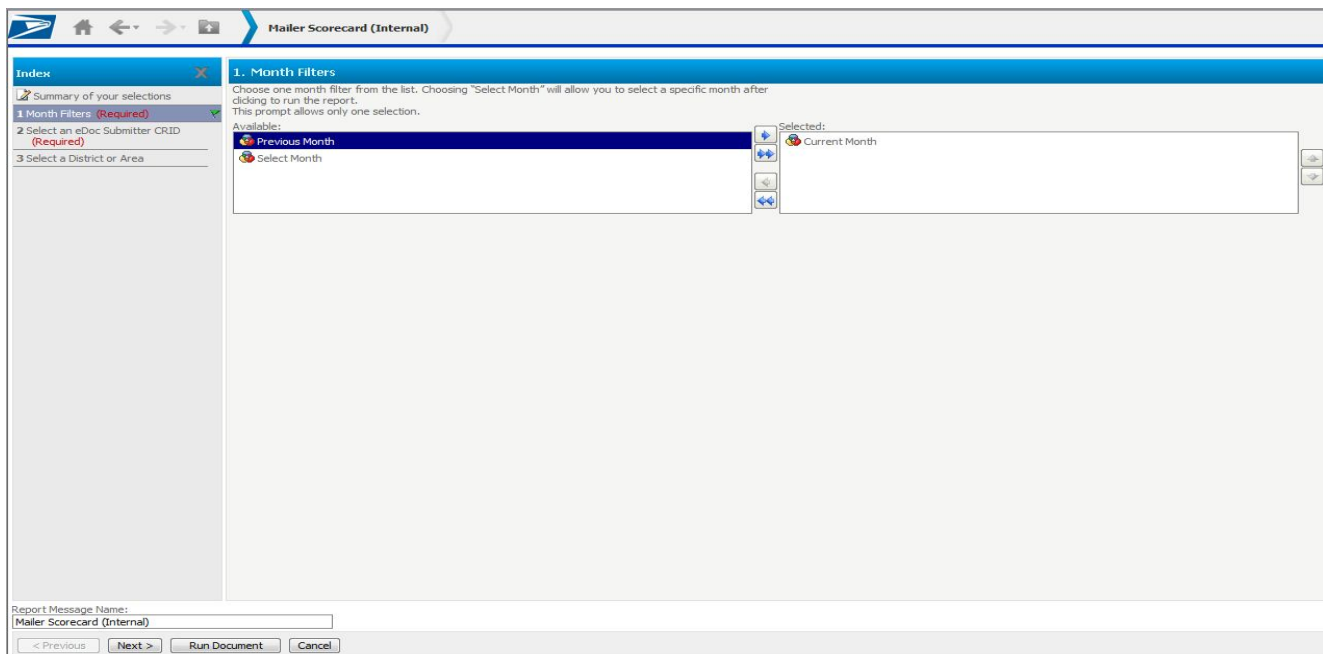 Mailer Scorecard (Internal)
Index
Summary of your selections
1 Month Filters (Required)
2 Select an eDoc Submitter CRID
(Required)
3 Select a District or Area
1. Month Filters
Choose one month filter from the list. Choosing "Select Month" will allow you to select a specific month after
clicking to run the report.
This prompt allows only one selection.
Available:
Previous Month
Select Month
Selected:
Current Month
Report Message Name:
Mailer Scorecard (Internal)
< Previous
Next >
Run Document
Cancel